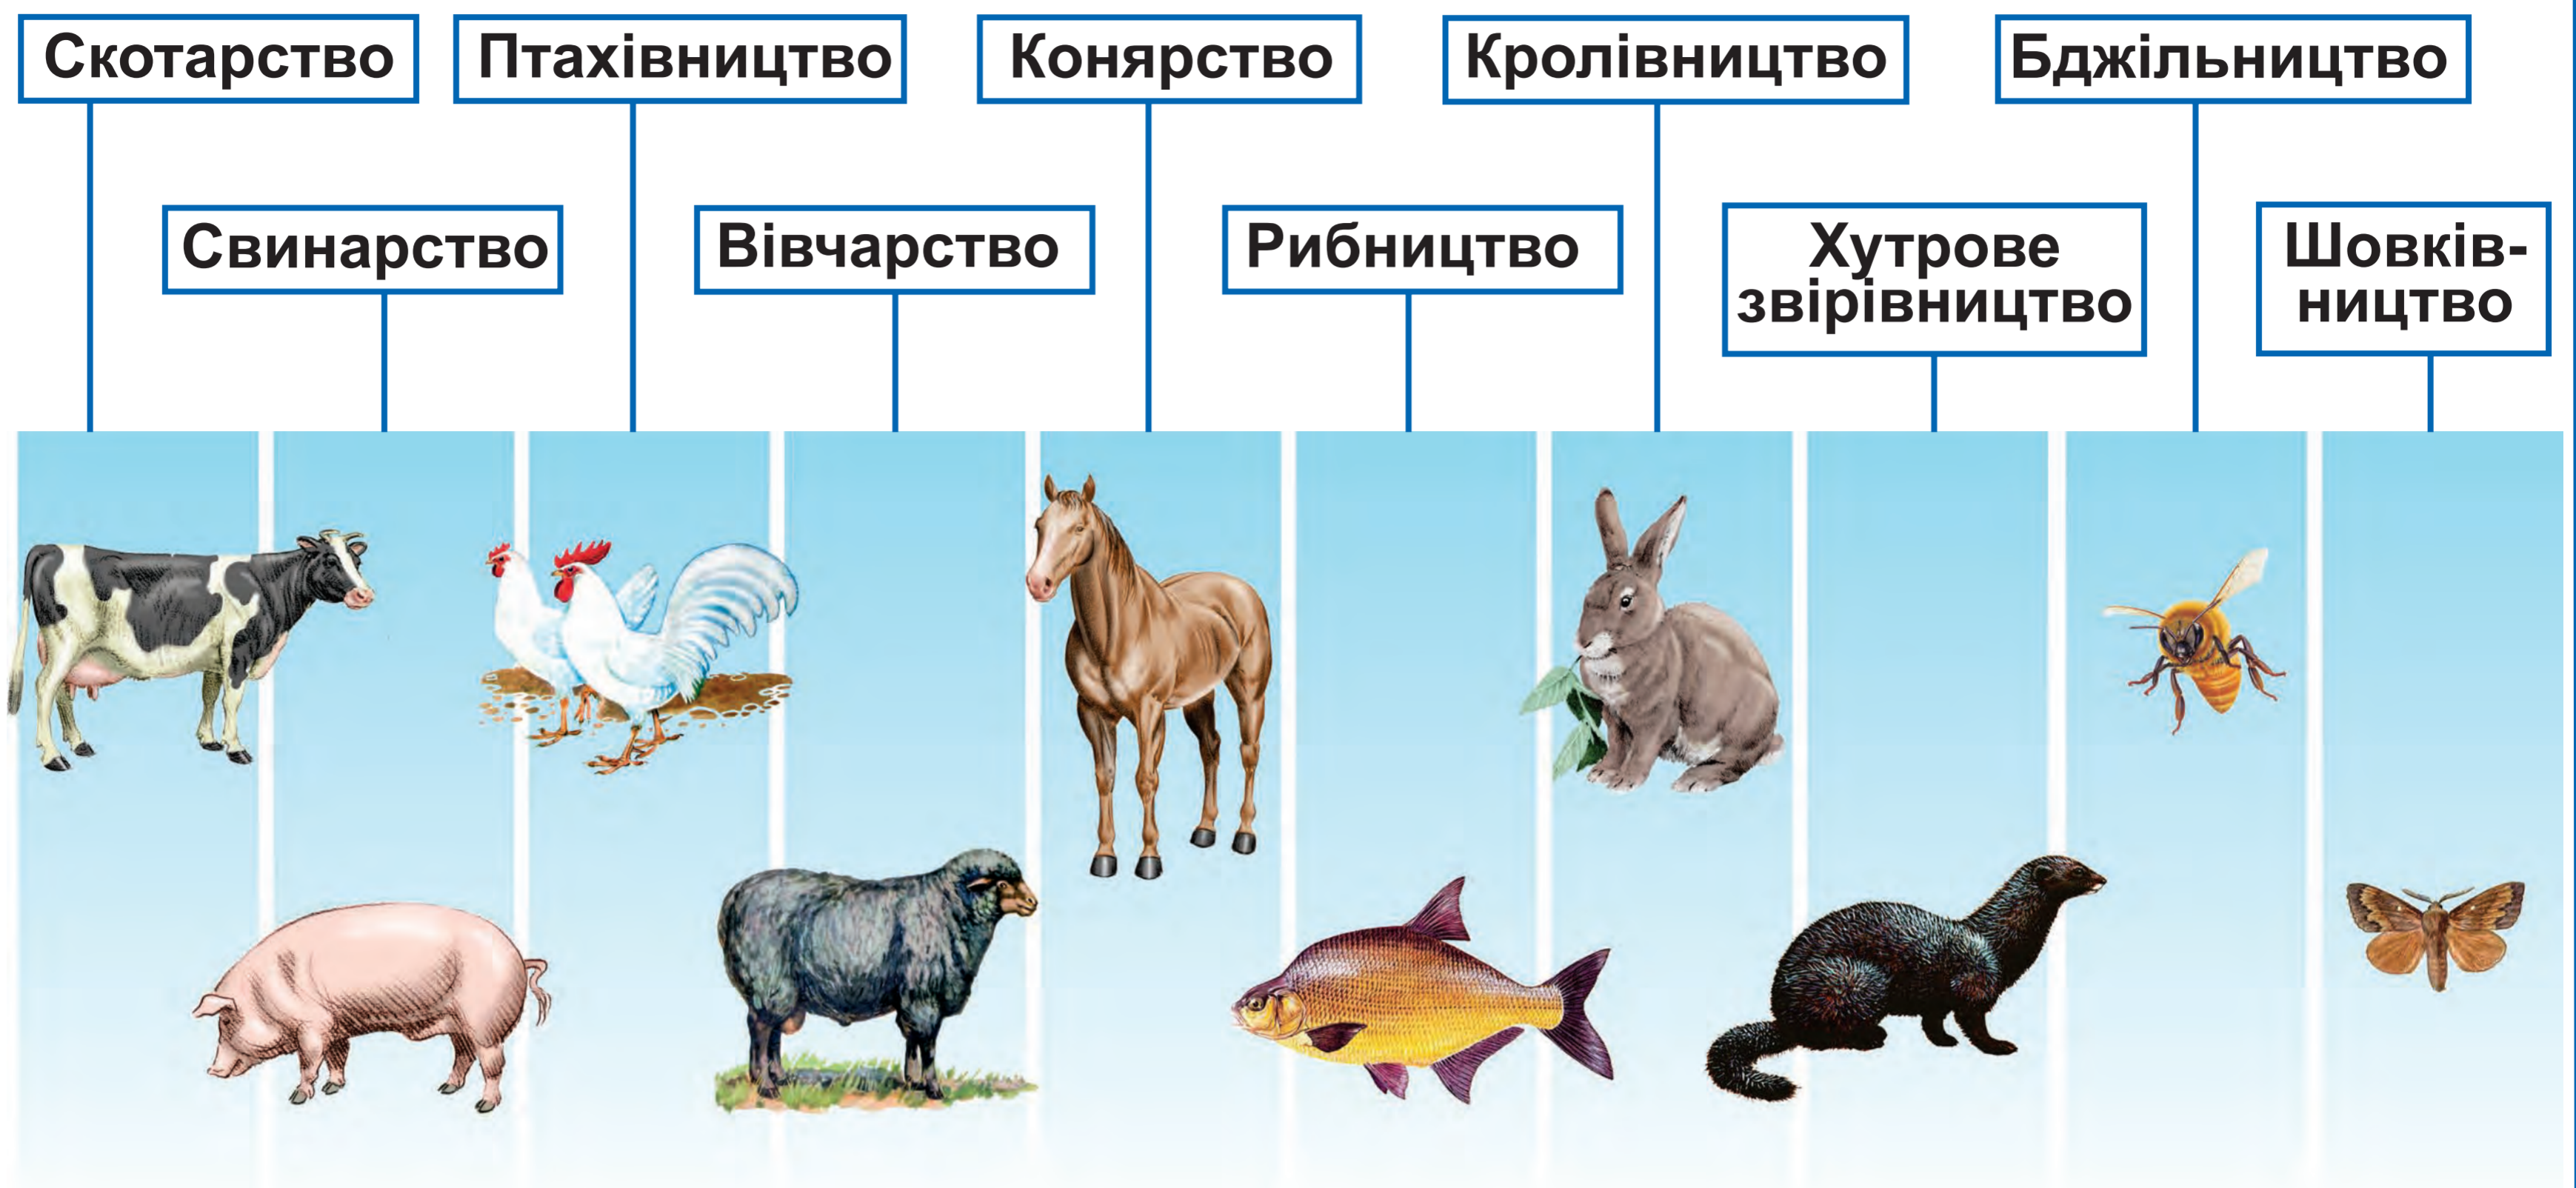 Скотарство
Птахівництво
Конярство
Кролівництво
Бджільництво
Свинарство
Вівчарство
Рибництво
Хутрове
звірівництво
Шовків-
ництво